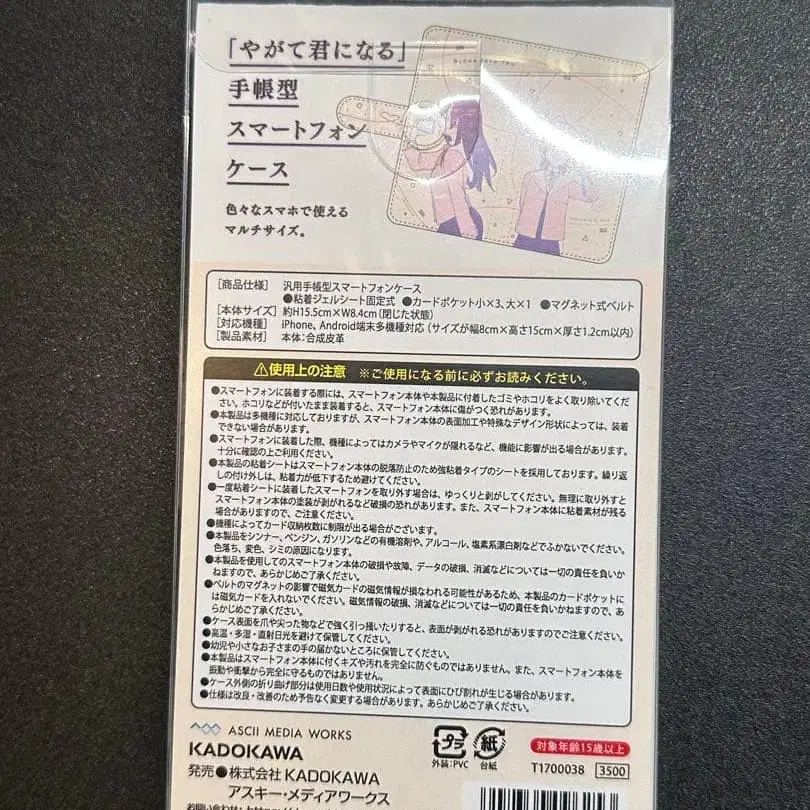 「やがて君になる」
手帳型
スマートフォン
ケース
色々なスマホで使える
マルチサイズ。
[商品仕様] 汎用手帳型スマートフォンケース
●粘着ジェルシート固定式 ●カードポケット小×3、大×1 ●マグネット式ベルト
[本体サイズ] 約H15.5cm×W8.4cm(閉じた状態)
[対応機種] iPhone、Android端末多機種対応(サイズが幅8cm×高さ15cm×厚さ1.2cm以内)
[製品素材] 本体:合成皮革
⚠使用上の注意 ※ご使用になる前に必ずお読みください。
●スマートフォンに装着する際には、スマートフォン本体や本製品に付着したゴミやホコリをよく取り除いてくだ
さい。ホコリなどが付いたまま装着すると、スマートフォン本体に傷がつく恐れがあります。
●本製品は多機種に対応しておりますが、スマートフォン本体の表面加工や特殊なデザイン形状によっては、装着
できない場合があります。
●スマートフォンに装着した際、機種によってはカメラやマイクが隠れるなど、機能に影響が出る場合があります。
十分に確認の上ご利用ください。
●本製品の粘着シートはスマートフォン本体の脱落防止のため強粘着タイプのシートを採用しております。繰り返
しの付け外しは、粘着力が低下するため避けてください。
●一度粘着シートに装着したスマートフォンを取り外す場合は、ゆっくりと剥がしてください。無理に取り外すと
スマートフォン本体の塗装が剥がれるなど破損の恐れがあります。また、スマートフォン本体に粘着素材が残る
場合がありますので、ご注意ください。
●機種によってカード収納枚数に制限が出る場合がございます。
●本製品をシンナー、ベンジン、ガソリンなどの有機溶剤や、アルコール、塩素系漂白剤などでふかないでください。
色落ち、変色、シミの原因になります。
●本製品を使用してのスマートフォン本体の破損や故障、データの破損、消滅などについては一切の責任を負いか
ねますので、あらかじめご了承ください。
●ベルトのマグネットの影響で磁気カードの磁気情報が損なわれる可能性があるため、本製品のカードポケットに
は磁気カードを入れないでください。磁気情報の破損、消滅などについては一切の責任を負いかねますので、あ
らかじめご了承ください。
●ケース表面を爪や尖った物などで強く引っ掻いたりすると、表面が剥がれる恐れがありますのでご注意ください。
●高温・多湿・直射日光を避けて保管してください。
●幼児や小さなお子さまの手の届かないところに保管してください。
●本製品はスマートフォン本体に付くキズや汚れを完全に防ぐものではありません。また、スマートフォン本体を
振動や衝撃から完全に守るものではありません。
●ケース外側の折り曲げ部分は使用日数や使用状況によって表面にひび割れが生じる場合があります。
●仕様は改良・改善のため予告なく変更する場合があります。あらかじめご了承ください。
ASCII MEDIA WORKS
KADOKAWA
発売●株式会社 KADOKAWA
アスキー・メディアワークス
プラ
外装:PVC
紙
台紙
対象年齢15歳以上
T1700038 3500